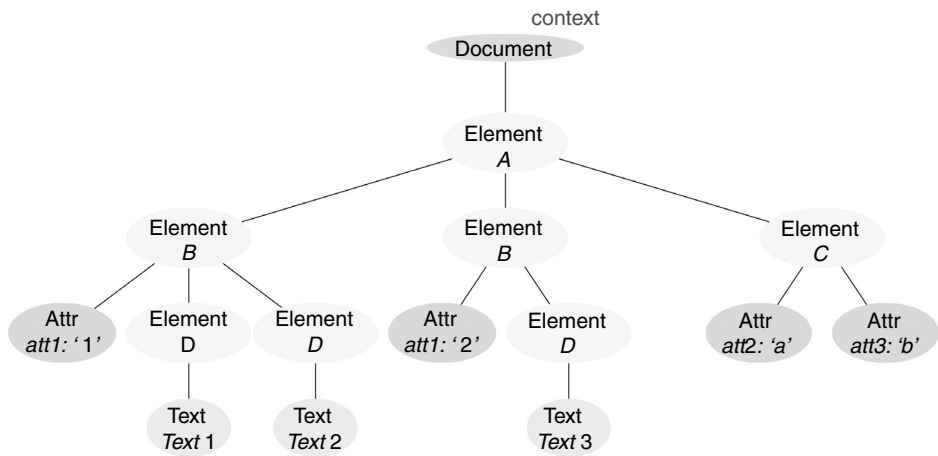 context
Document
Element
A
Element
B
Element
B
Element
C
Attr
att1: ‘1’
Element
D
Element
D
Attr
att1: ‘2’
Element
D
Attr
att2: ‘a’
Attr
att3: ‘b’
Text
Text 1
Text
Text 2
Text
Text 3